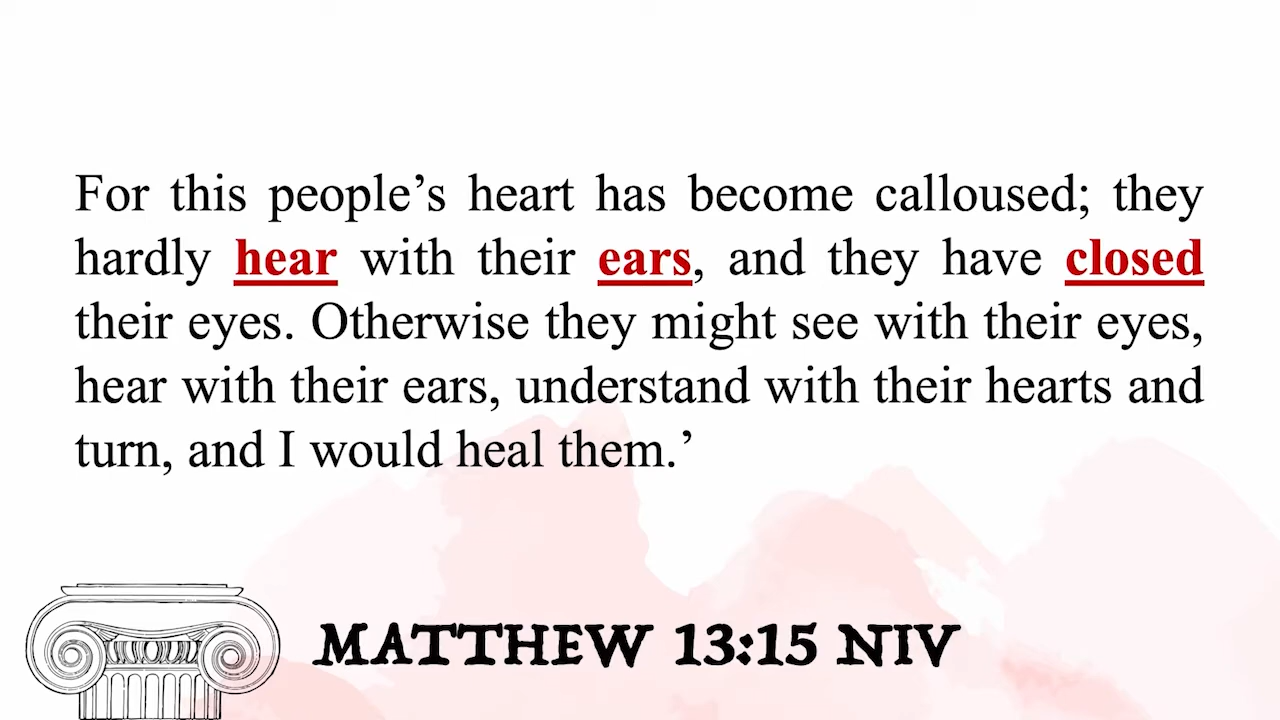 For this people’s heart has become calloused; they
hardly hear with their ears, and they have closed
their eyes. Otherwise they might see with their eyes,
hear with their ears, understand with their hearts and
turn, and I would heal them.’
MATTHEW 13:15 NIV